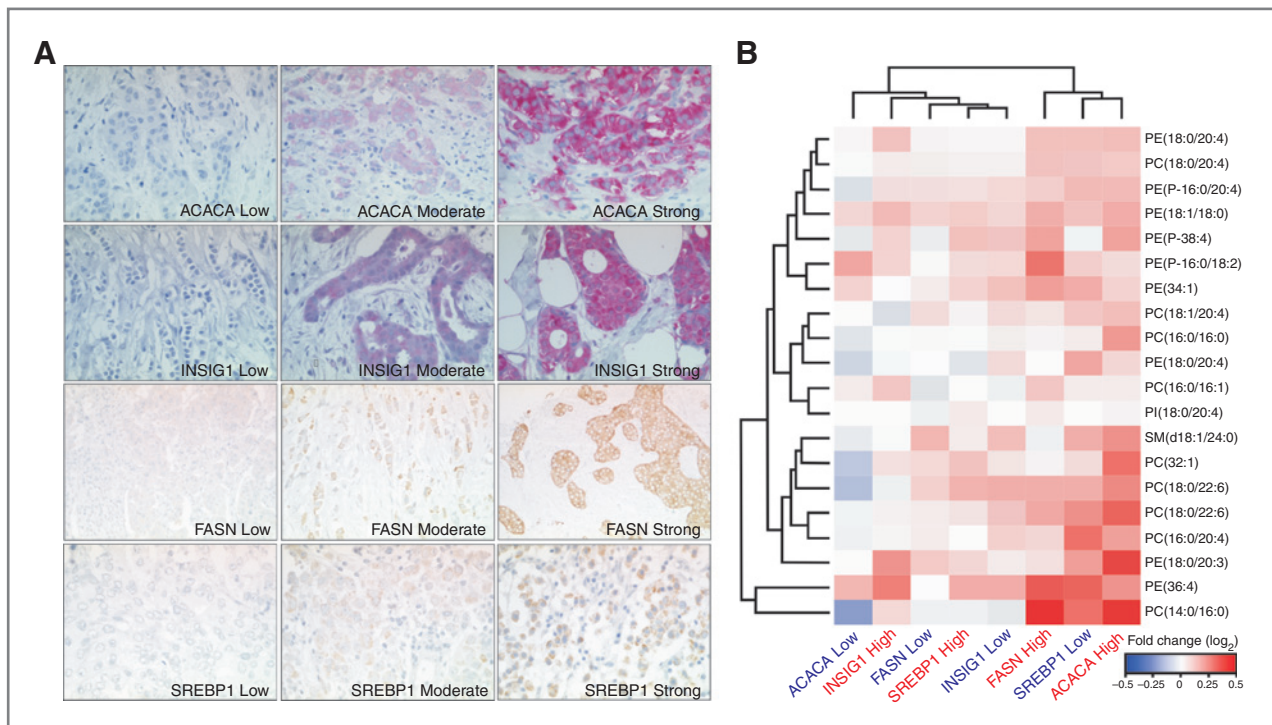 A
ACACA Low
ACACA Moderate
ACACA Strong
INSIG1 Low
INSIG1 Moderate
INSIG1 Strong
FASN Low
FASN Moderate
FASN Strong
SREBP1 Low
SREBP1 Moderate
SREBP1 Strong
B
PE(18:0/20:4)
PC(18:0/20:4)
PE(P-16:0/20:4)
PE(18:1/18:0)
PE(P-38:4)
PE(P-16:0/18:2)
PE(34:1)
PC(18:1/20:4)
PC(16:0/16:0)
PE(18:0/20:4)
PC(16:0/16:1)
PI(18:0/20:4)
SM(d18:1/24:0)
PC(32:1)
PC(18:0/22:6)
PC(18:0/22:6)
PC(16:0/20:4)
PE(18:0/20:3)
PE(36:4)
PC(14:0/16:0)
ACACA Low
INSIG1 High
FASN Low
SREBP1 High
INSIG1 Low
FASN High
SREBP1 Low
ACACA High
Fold change (log2)
−0.5 −0.25 0 0.25 0.5